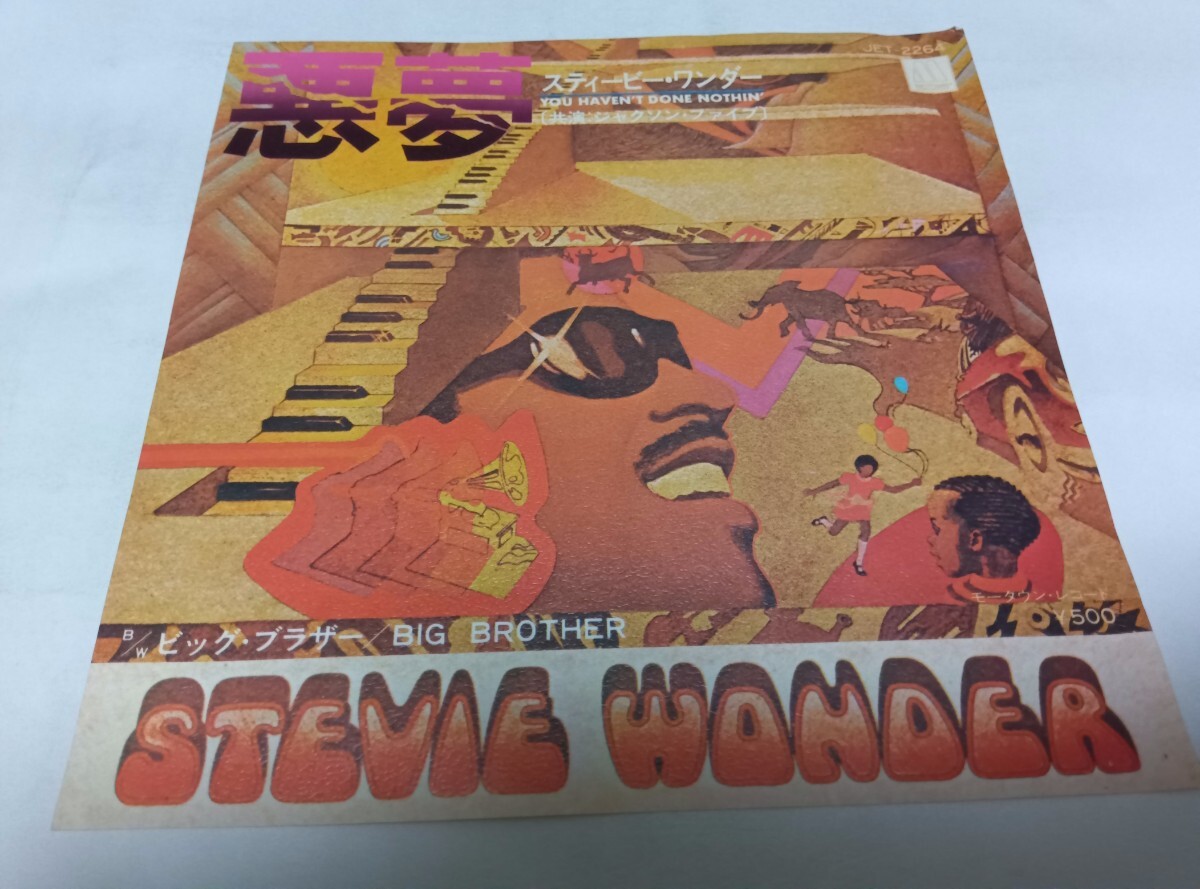 悪夢
スティービー・ワンダー
YOU HAVEN'T DONE NOTHIN'
〔共演:ジャクソン・ファイブ〕
JET 2264
モータウン・レコード
¥500
B/W ビッグ・ブラザー/BIG BROTHER
STEVIE WONDER